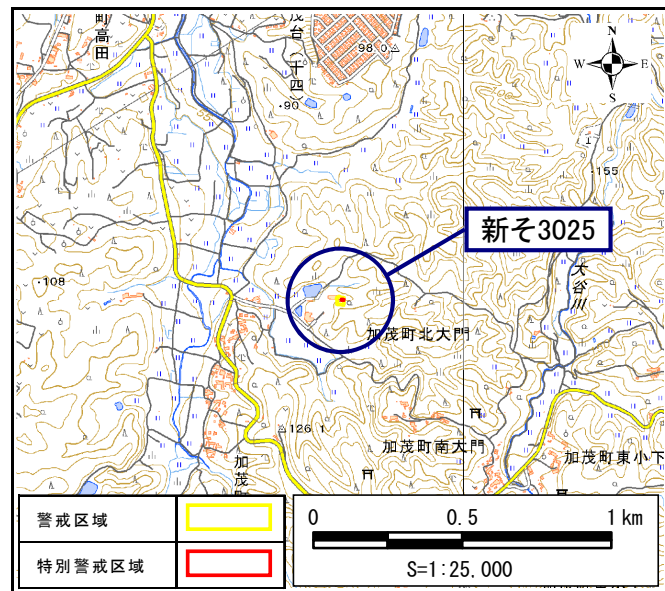 町高田
茂台(十四)
98.0
・90
N
W
E
S
・155
新そ3025
大谷川
・108
加茂町北大門
126.1
加茂町南大門
加茂町東小下
加茂町
警戒区域
特別警戒区域
0 0.5 1km
S=1:25,000